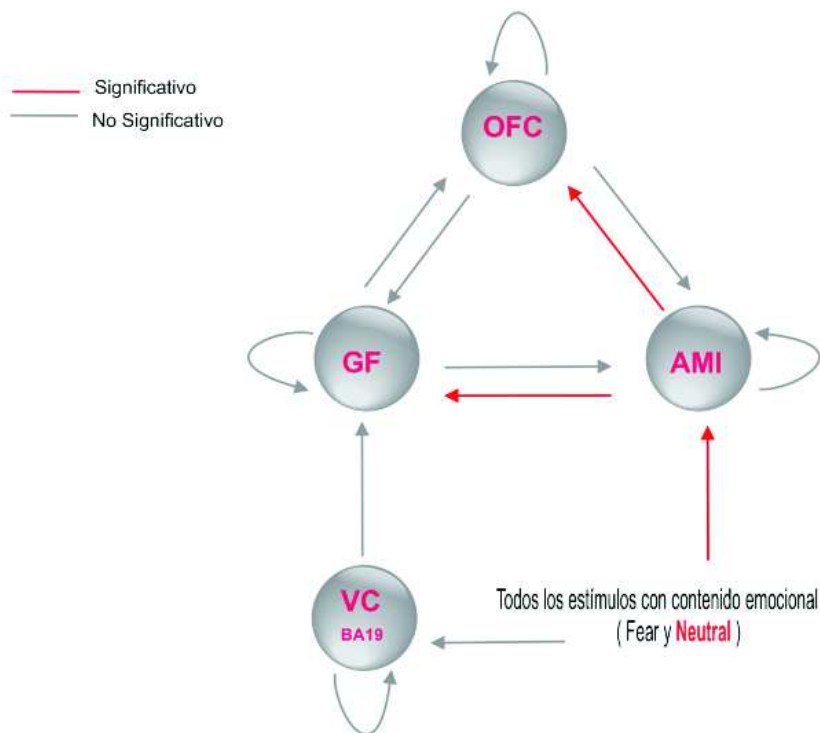 Significativo
No Significativo
OFC
GF
AMI
VC
BA19
Todos los estímulos con contenido emocional
( Fear y Neutral )